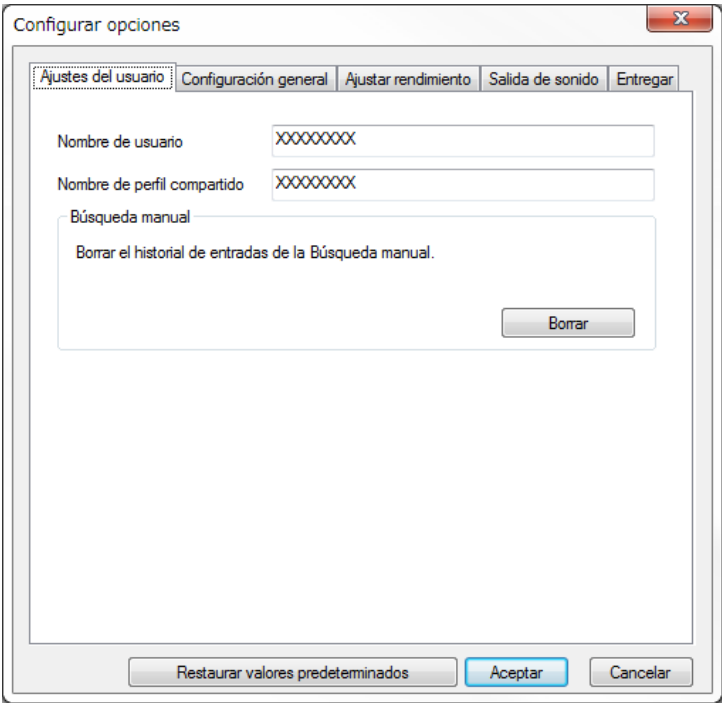 Configurar opciones
Ajustes del usuario Configuración general Ajustar rendimiento Salida de sonido Entregar
Nombre de usuario XXXXXXXX
Nombre de perfil compartido XXXXXXXX
Búsqueda manual
Borrar el historial de entradas de la Búsqueda manual.
Borrar
Restaurar valores predeterminados Aceptar Cancelar